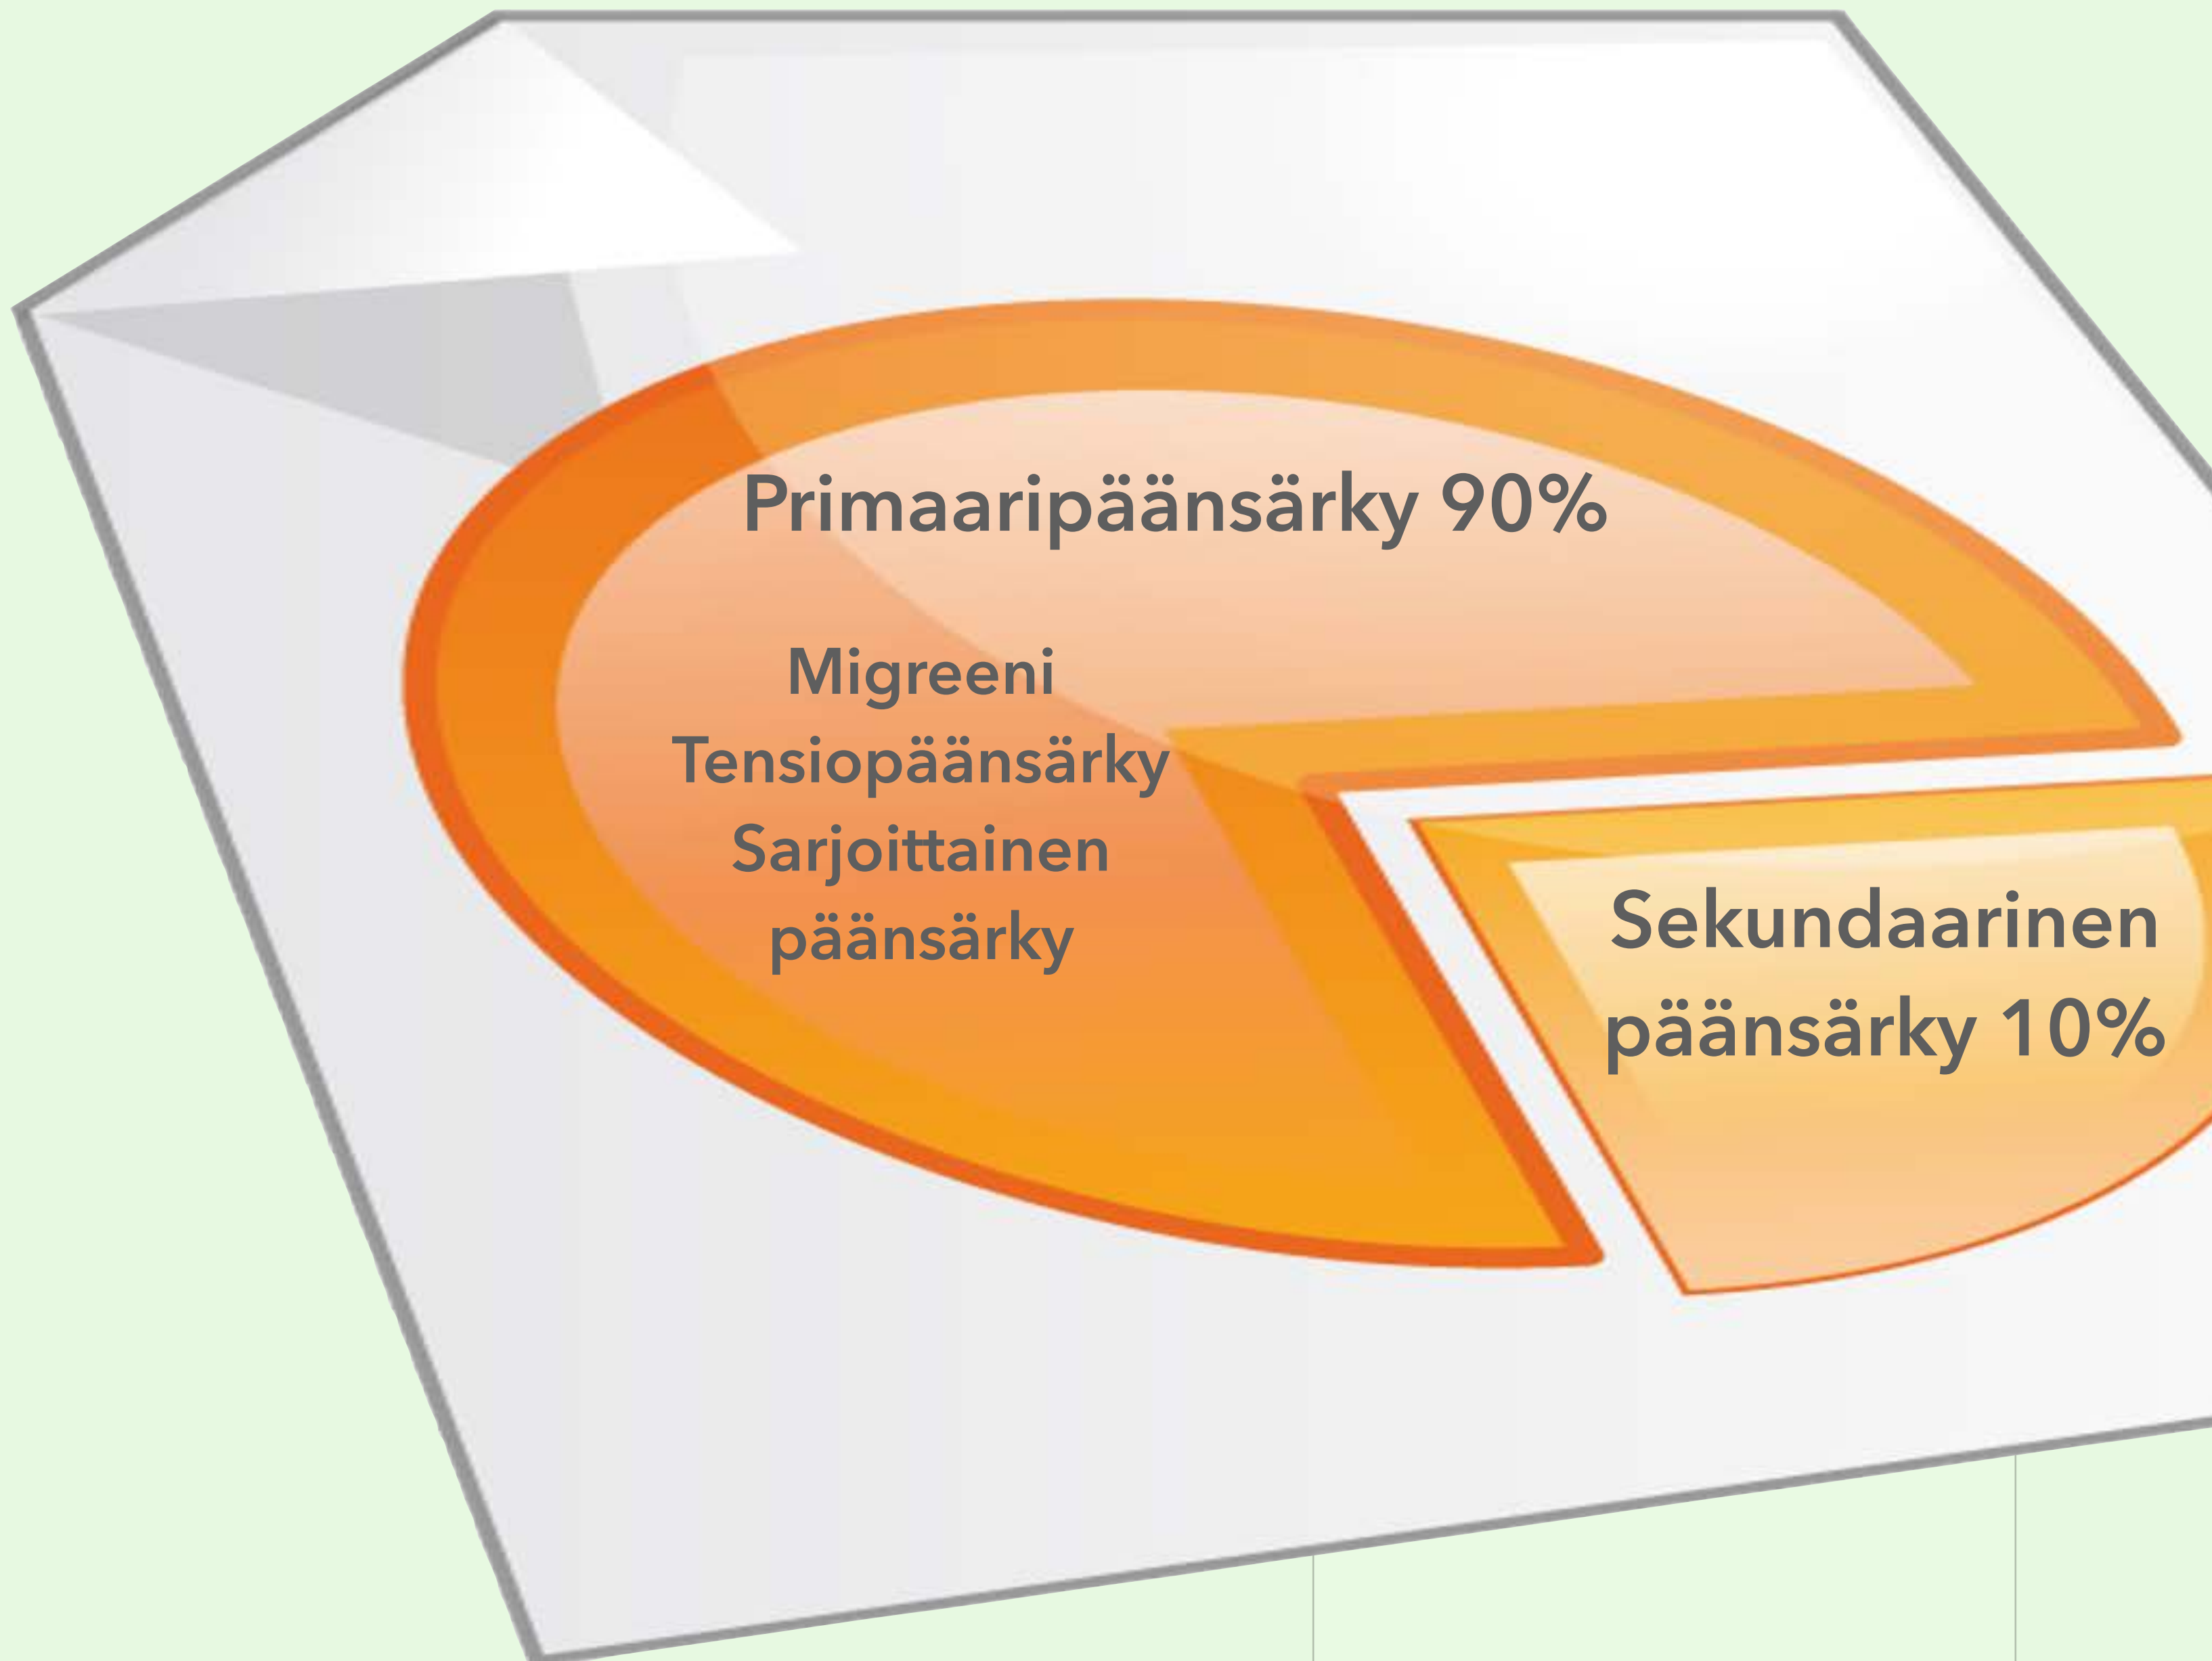 Primaaripäänsärky 90%
Migreeni
Tensiopäänsärky
Sarjoittainen
päänsärky
Sekundaarinen
päänsärky 10%